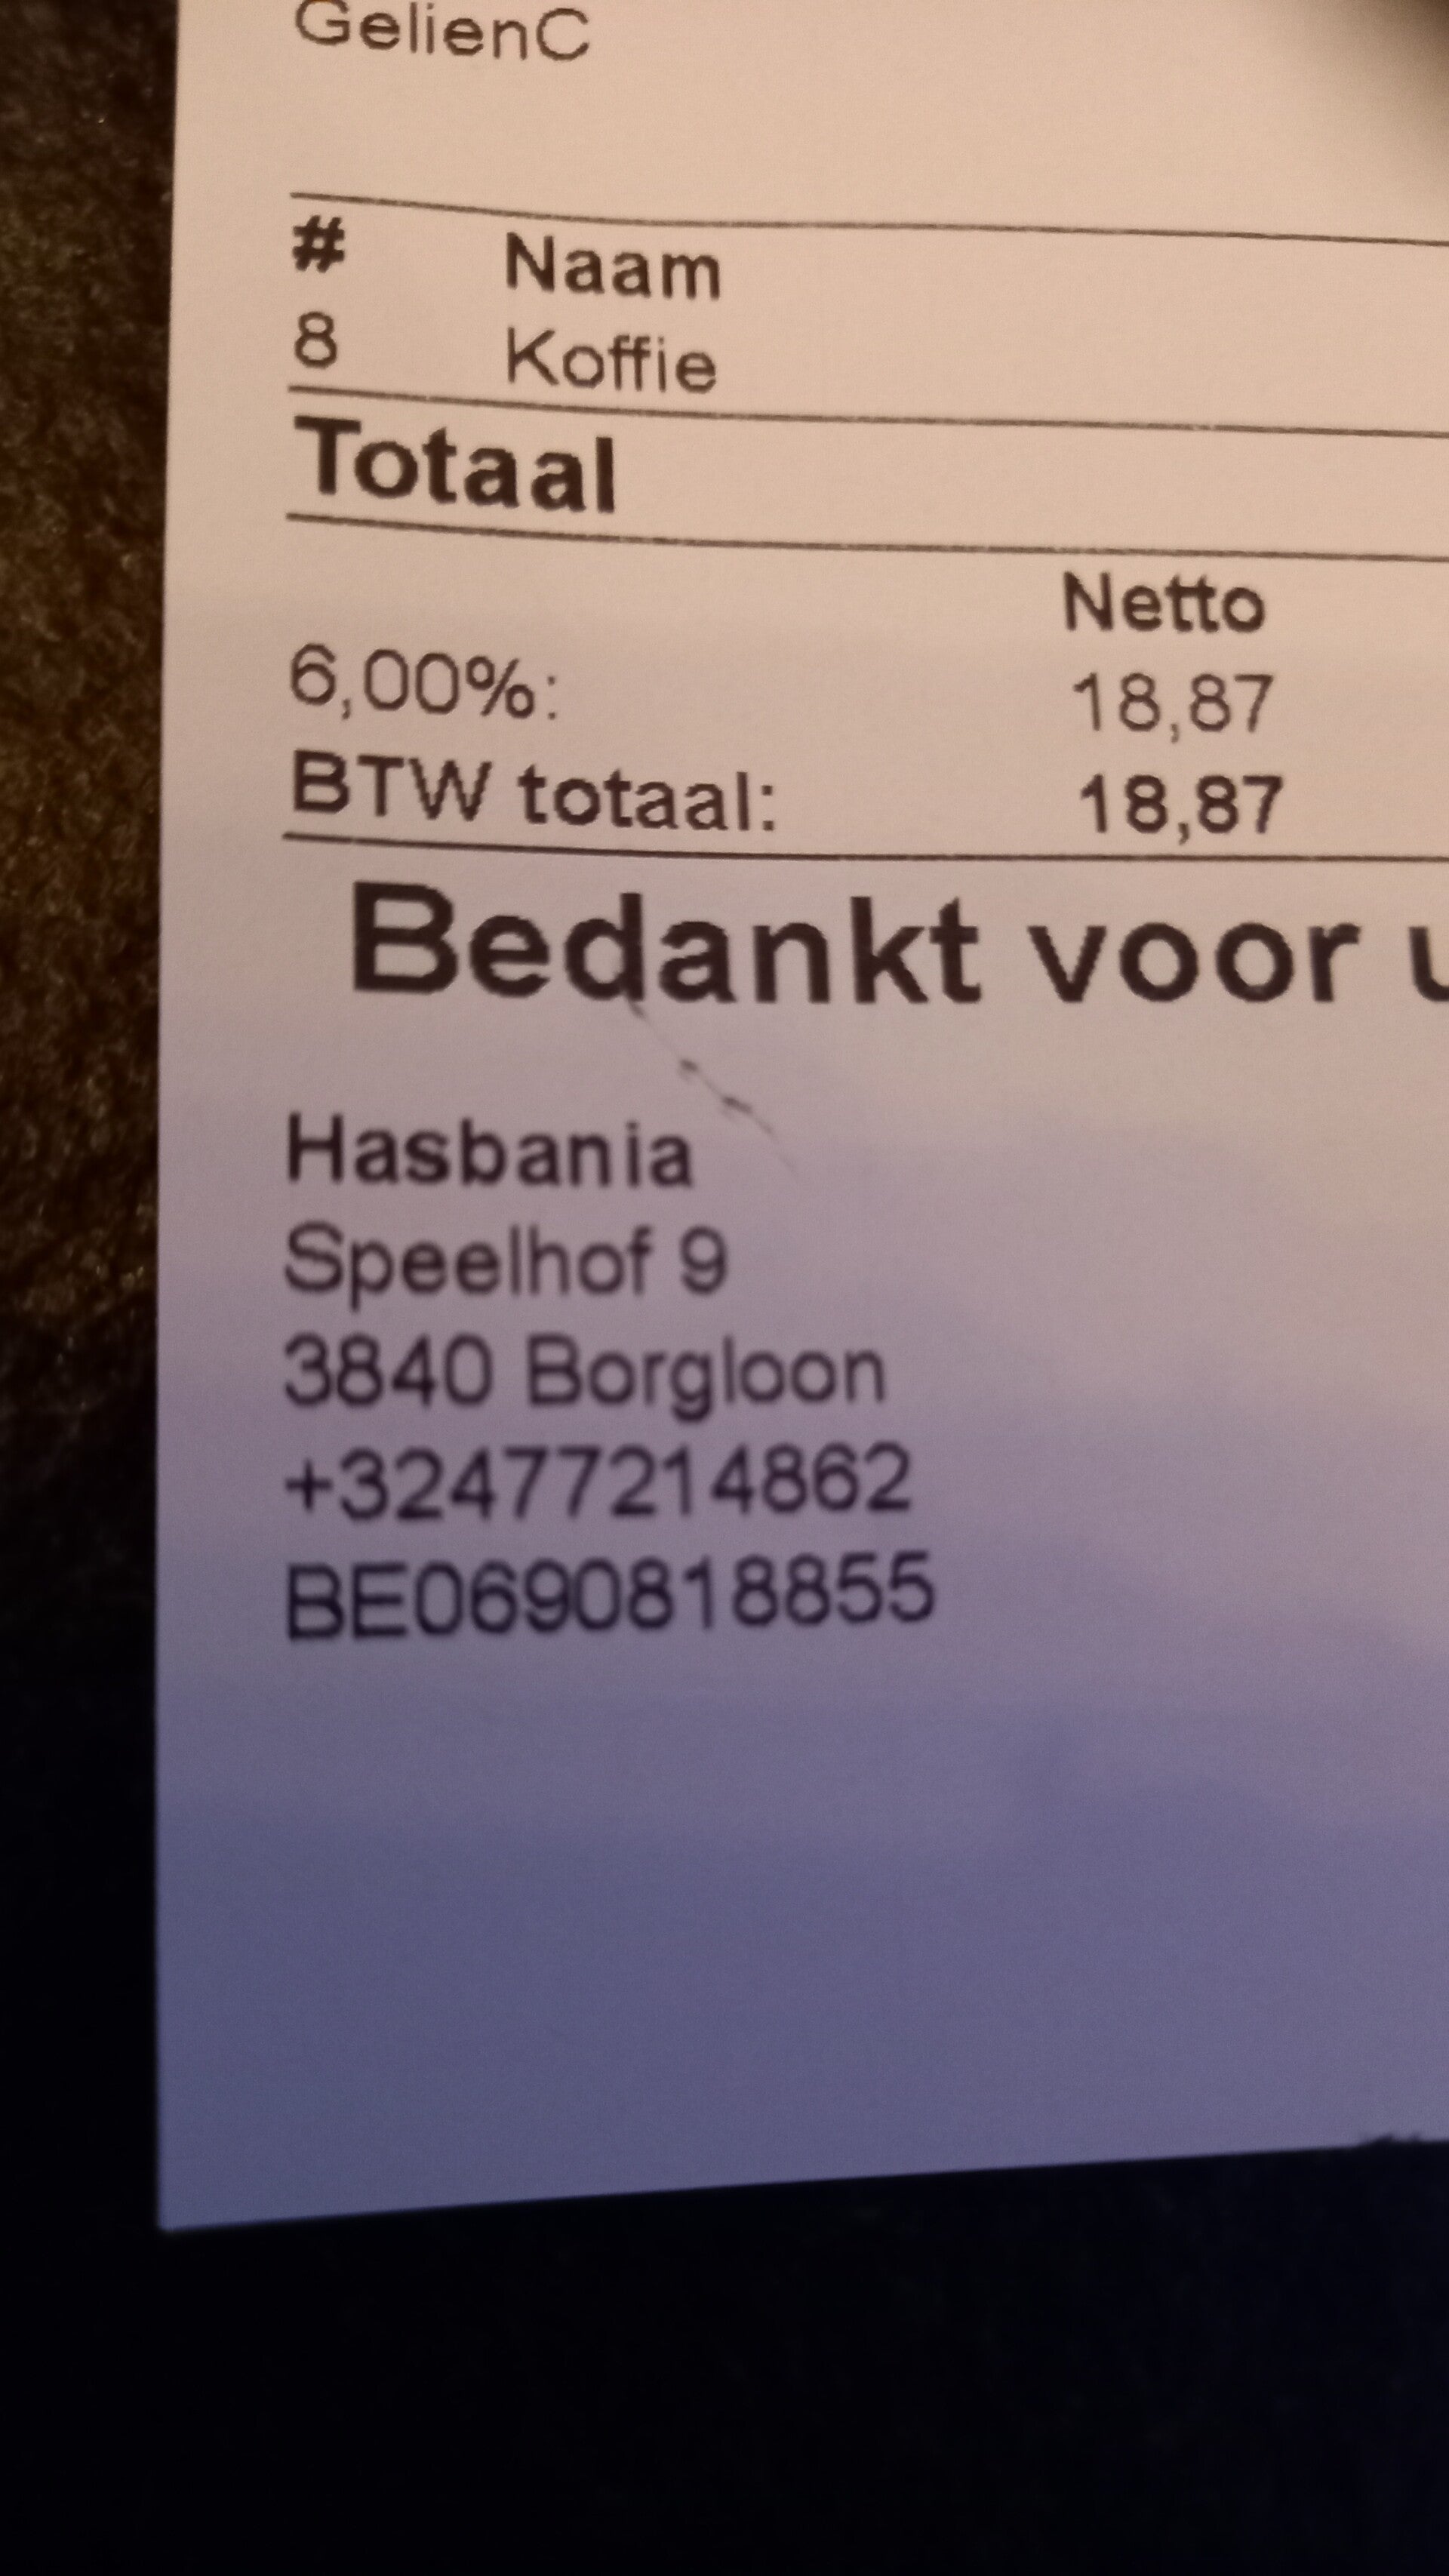 GelienC
# Naam
8 Koffie
Totaal
Netto
6,00%: 18,87
BTW totaal: 18,87
Bedankt voor u
Hasbania
Speelhof 9
3840 Borgloon
+32477214862
BE0690818855